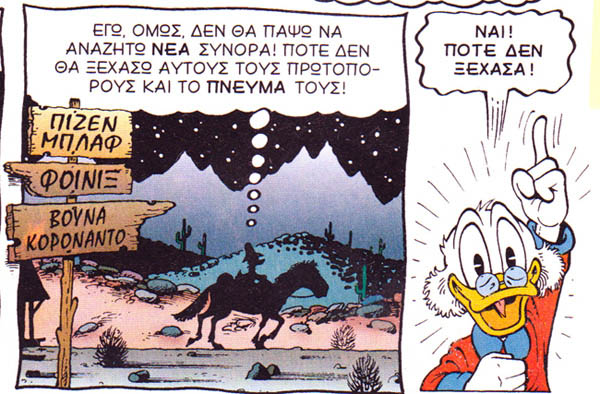 ΕΓΩ, ΟΜΩΣ, ΔΕΝ ΘΑ ΠΑΨΩ ΝΑ
ΑΝΑΖΗΤΩ ΝΕΑ ΣΥΝΟΡΑ! ΠΟΤΕ ΔΕΝ
ΘΑ ΞΕΧΑΣΩ ΑΥΤΟΥΣ ΤΟΥΣ ΠΡΩΤΟΠΟ-
ΡΟΥΣ ΚΑΙ ΤΟ ΠΝΕΥΜΑ ΤΟΥΣ!
ΠΙΖΕΝ
ΜΠΛΑΦ
ΦΟΙΝΙΞ
ΒΟΥΝΑ
ΚΟΡΟΝΑΝΤΟ
ΝΑΙ!
ΠΟΤΕ ΔΕΝ
ΞΕΧΑΣΑ!